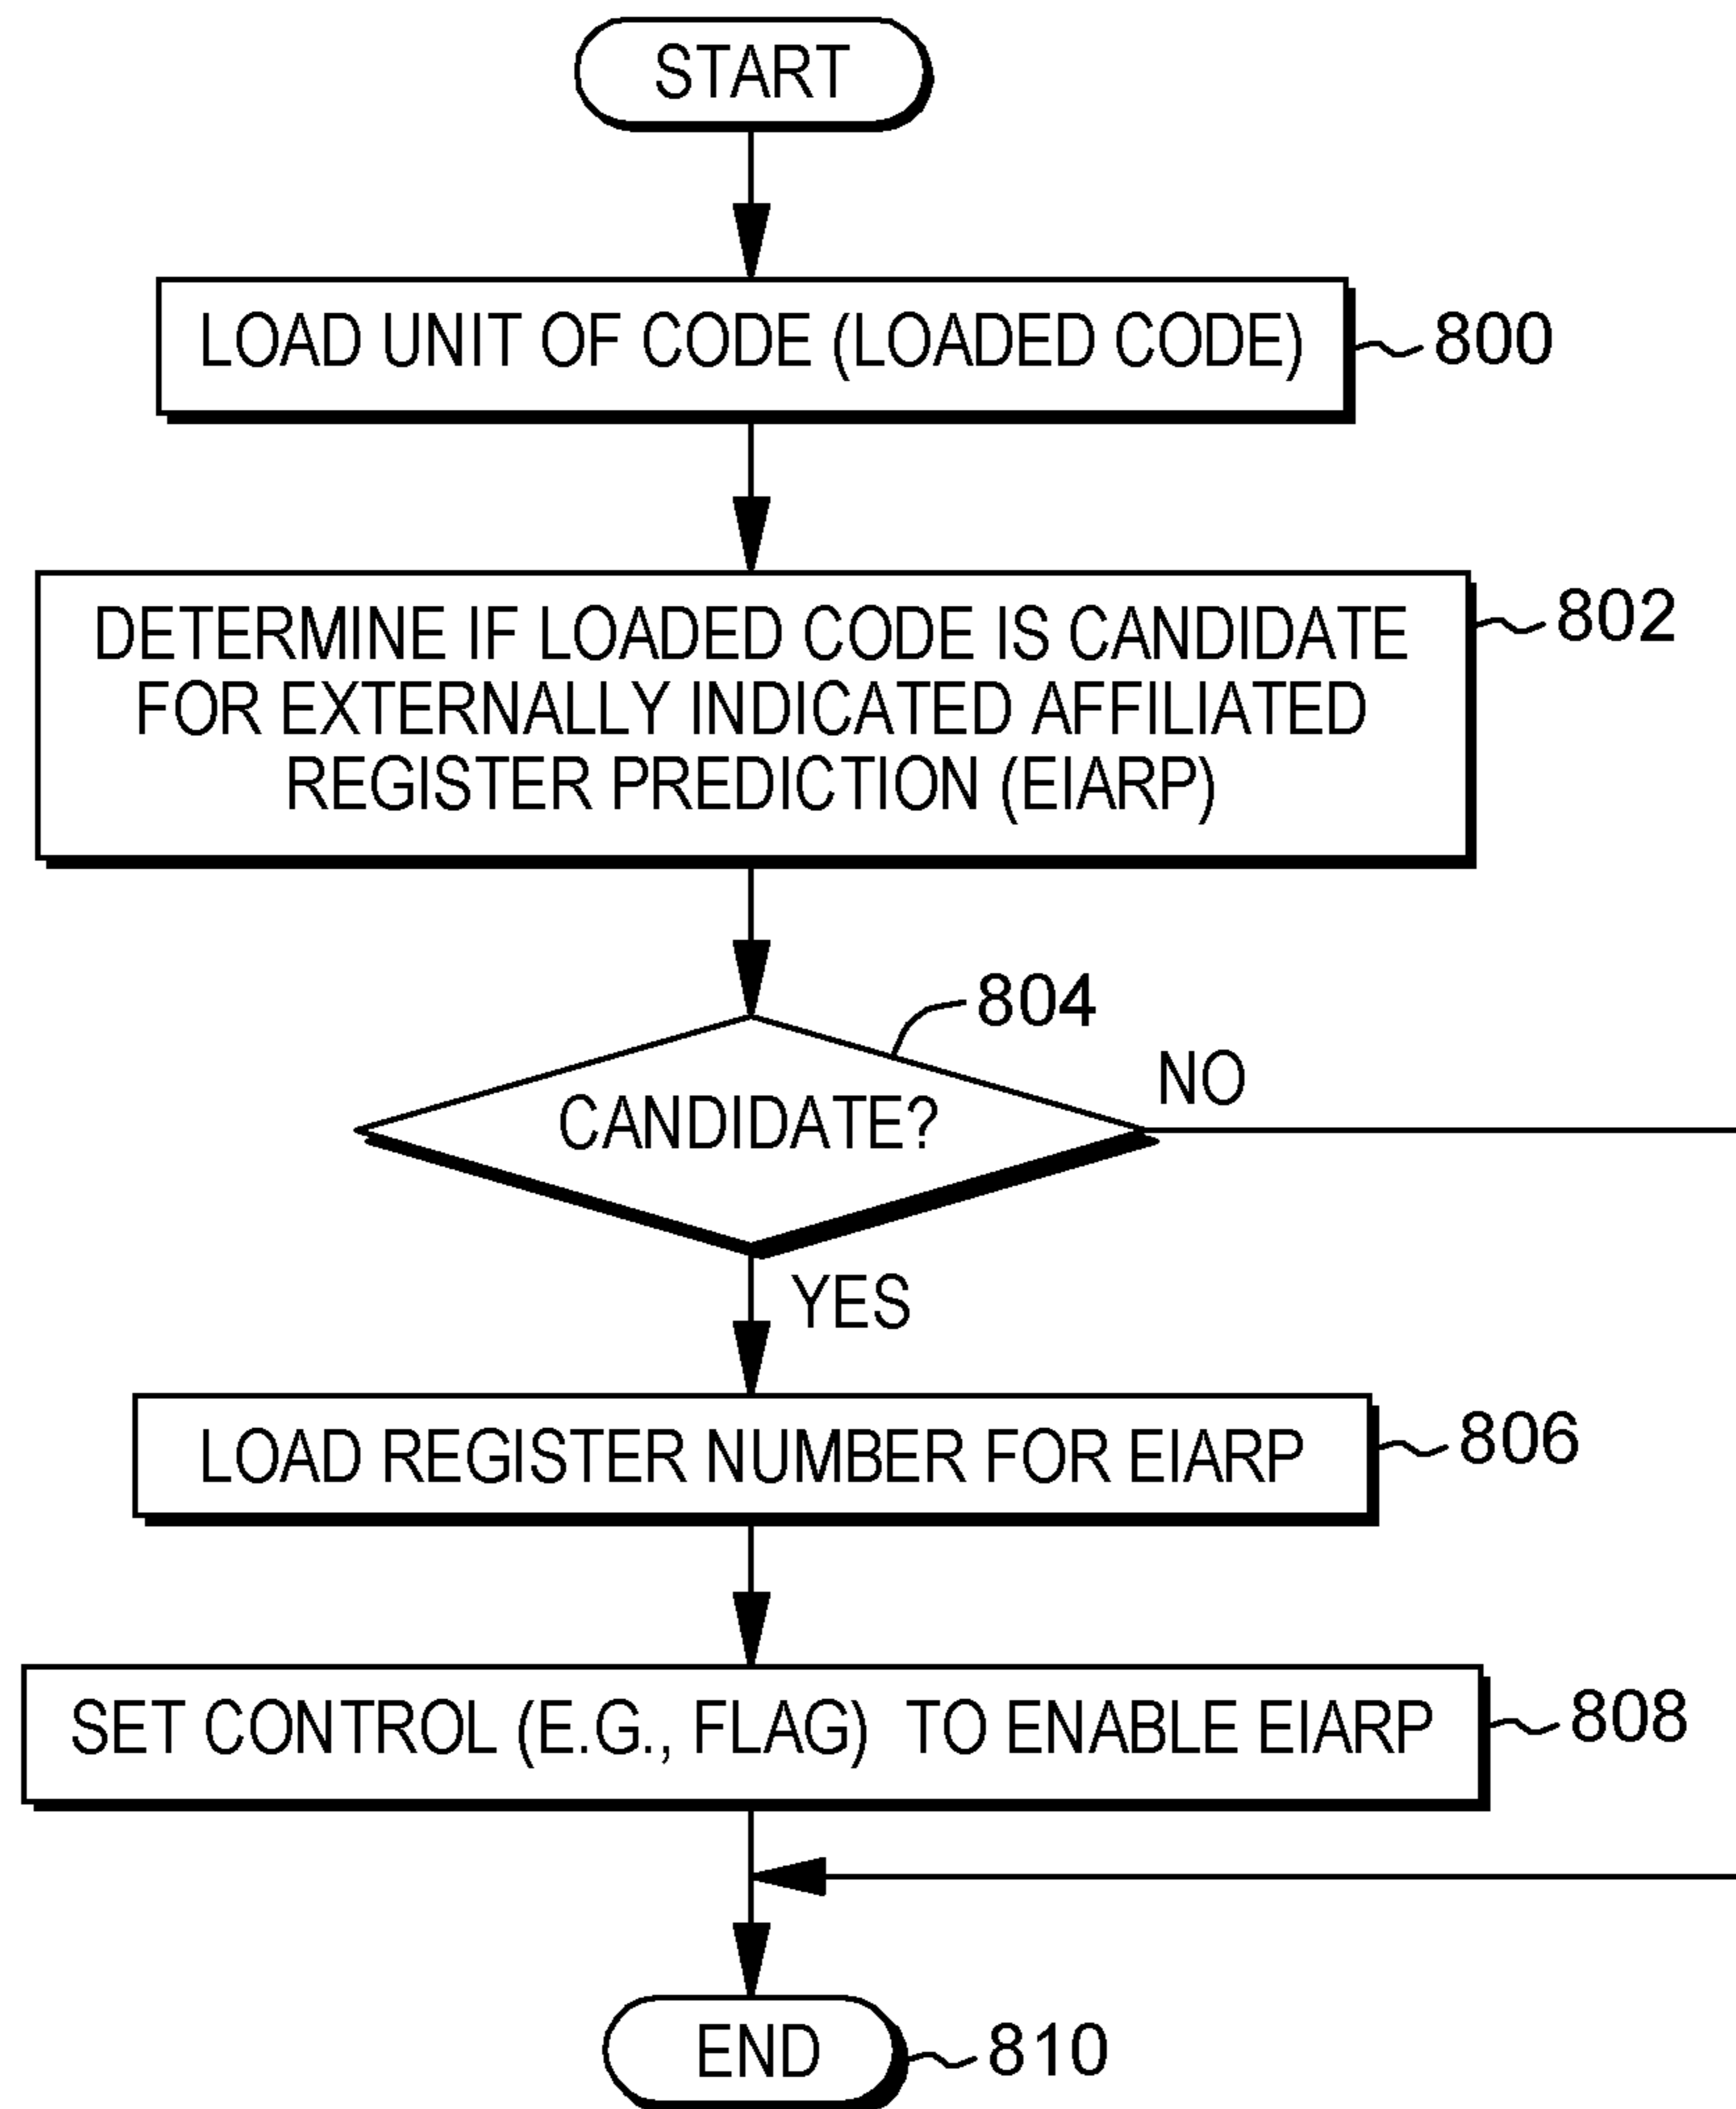 START
LOAD UNIT OF CODE (LOADED CODE)
800
DETERMINE IF LOADED CODE IS CANDIDATE
FOR EXTERNALLY INDICATED AFFILIATED
REGISTER PREDICTION (EIARP)
802
804
CANDIDATE?
NO
YES
LOAD REGISTER NUMBER FOR EIARP
806
SET CONTROL (E.G., FLAG) TO ENABLE EIARP
808
END
810